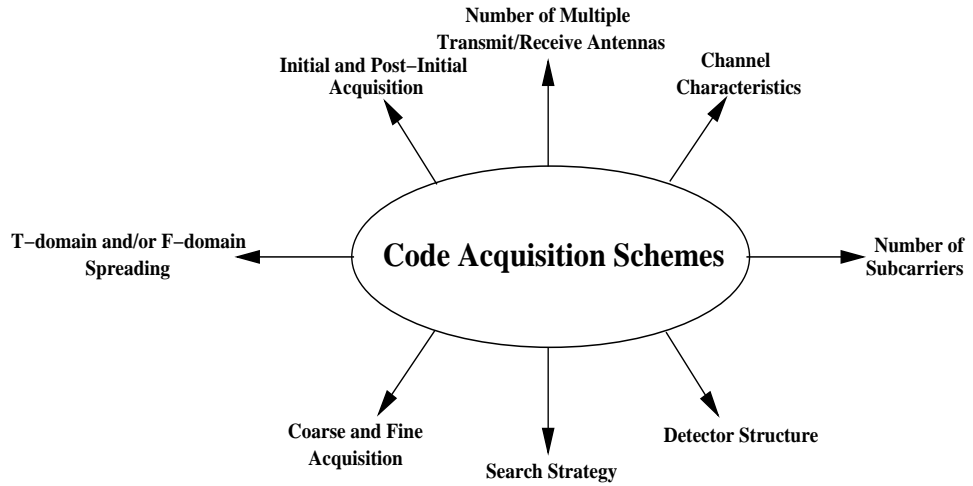 Number of Multiple
Transmit/Receive Antennas
Initial and Post−Initial
Acquisition
Channel
Characteristics
T−domain and/or F−domain
Spreading
Code Acquisition Schemes
Number of
Subcarriers
Coarse and Fine
Acquisition
Search Strategy
Detector Structure